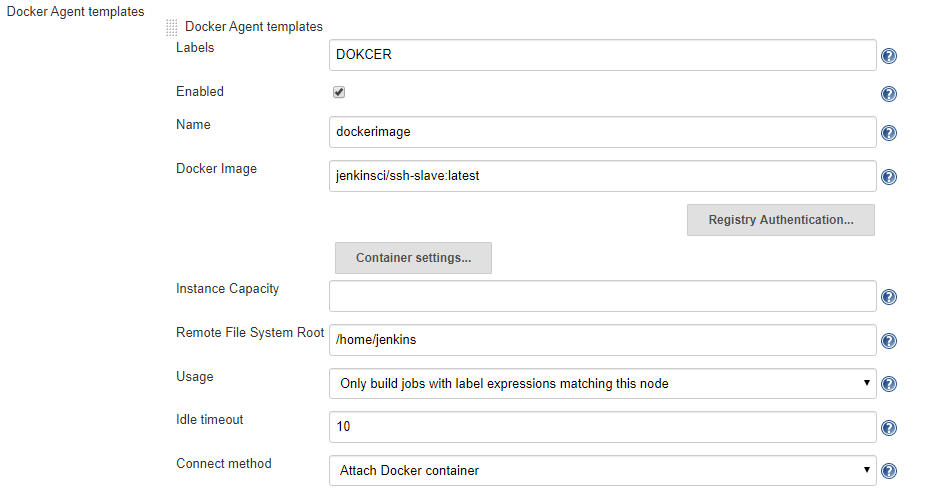 Docker Agent templates
Docker Agent templates
Labels DOKCER
Enabled
Name dockerimage
Docker Image jenkinsci/ssh-slave:latest
Registry Authentication...
Container settings...
Instance Capacity
Remote File System Root /home/jenkins
Usage Only build jobs with label expressions matching this node
Idle timeout 10
Connect method Attach Docker container